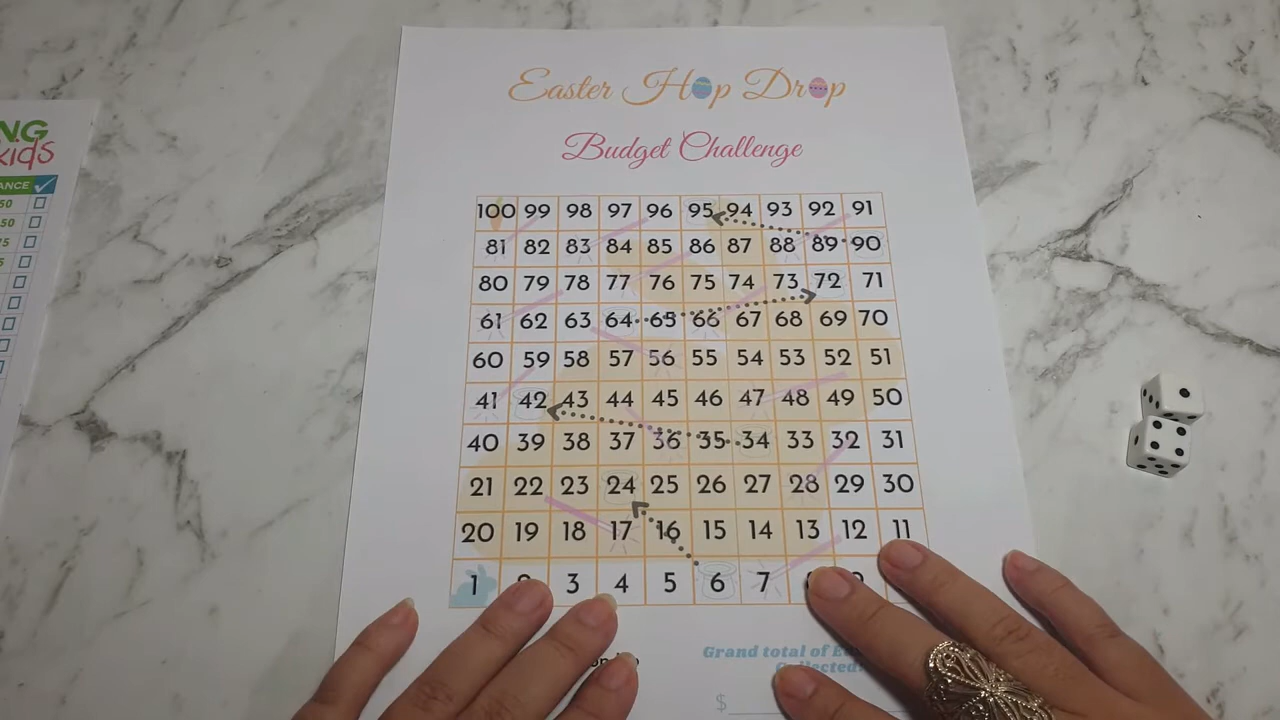 Easter Hop Drop
Budget Challenge
NG
kids
ANCE
50
50
100 99 98 97 96 95 94 93 92 91
81 82 83 84 85 86 87 88 89 90
80 79 78 77 76 75 74 73 72 71
61 62 63 64 65 66 67 68 69 70
60 59 58 57 56 55 54 53 52 51
41 42 43 44 45 46 47 48 49 50
40 39 38 37 36 35 34 33 32 31
21 22 23 24 25 26 27 28 29 30
20 19 18 17 16 15 14 13 12 11
1 3 4 5 6 7
Grand total of
$